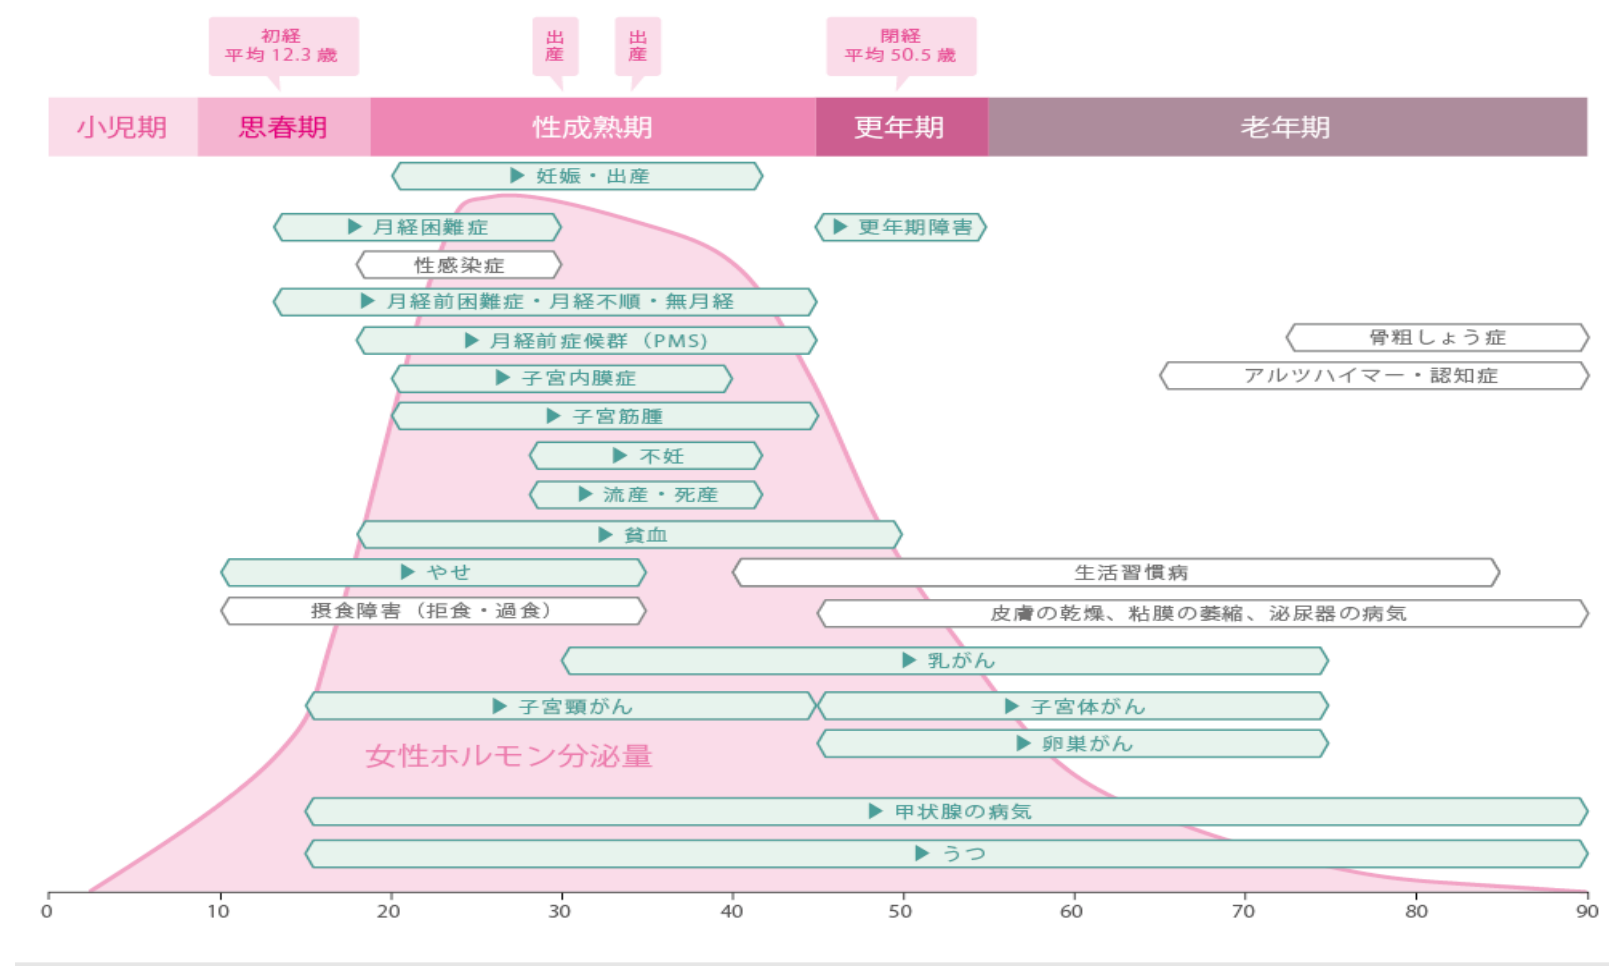 初経
平均 12.3 歳
出産
出産
閉経
平均 50.5 歳
小児期
思春期
性成熟期
更年期
老年期
▶ 妊娠・出産
▶ 月経困難症
▶ 更年期障害
性感染症
▶ 月経前困難症・月経不順・無月経
▶ 月経前症候群（PMS)
骨粗しょう症
▶ 子宮内膜症
アルツハイマー・認知症
▶ 子宮筋腫
▶ 不妊
▶ 流産・死産
▶ 貧血
▶ やせ
生活習慣病
摂食障害（拒食・過食）
皮膚の乾燥、粘膜の萎縮、泌尿器の病気
▶ 乳がん
▶ 子宮頸がん
▶ 子宮体がん
▶ 卵巣がん
女性ホルモン分泌量
▶ 甲状腺の病気
▶ うつ
0 10 20 30 40 50 60 70 80 90